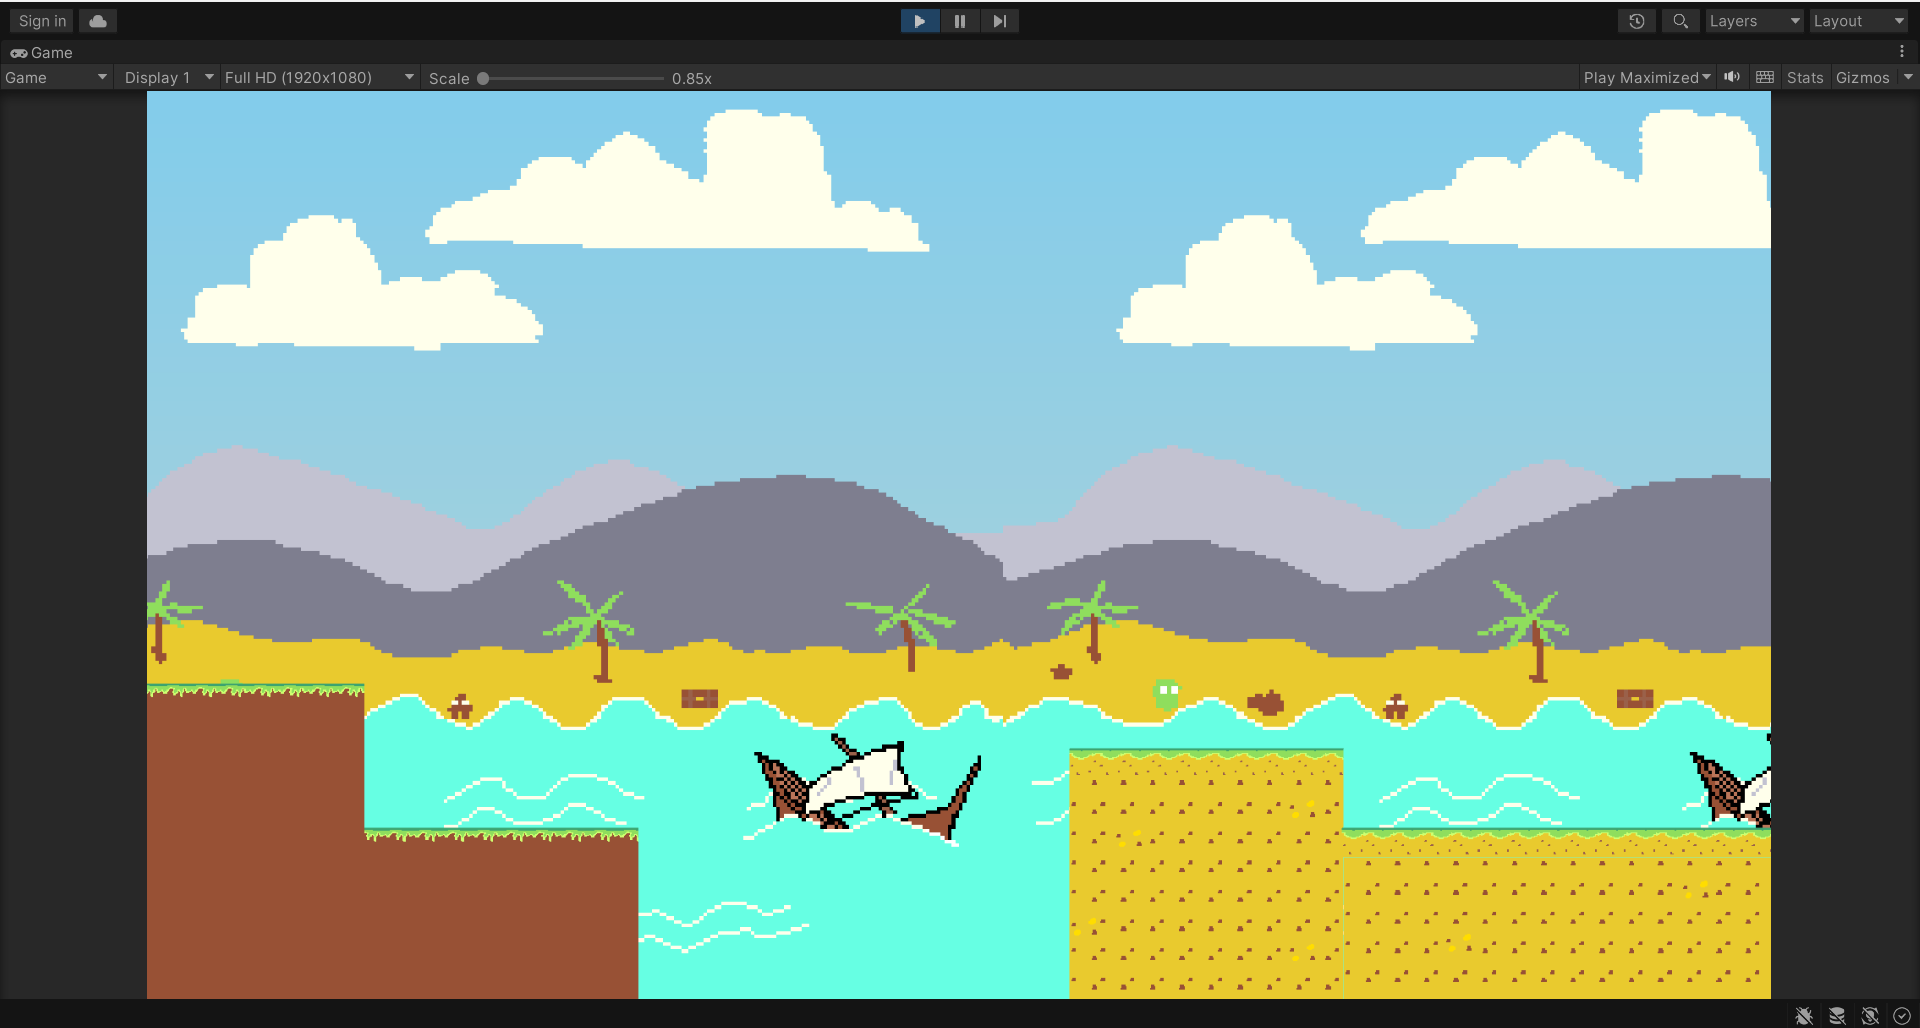 Sign in
Layers
Layout
Game
Game
Display 1
Full HD (1920x1080)
Scale
0.85x
Play Maximized
Stats
Gizmos